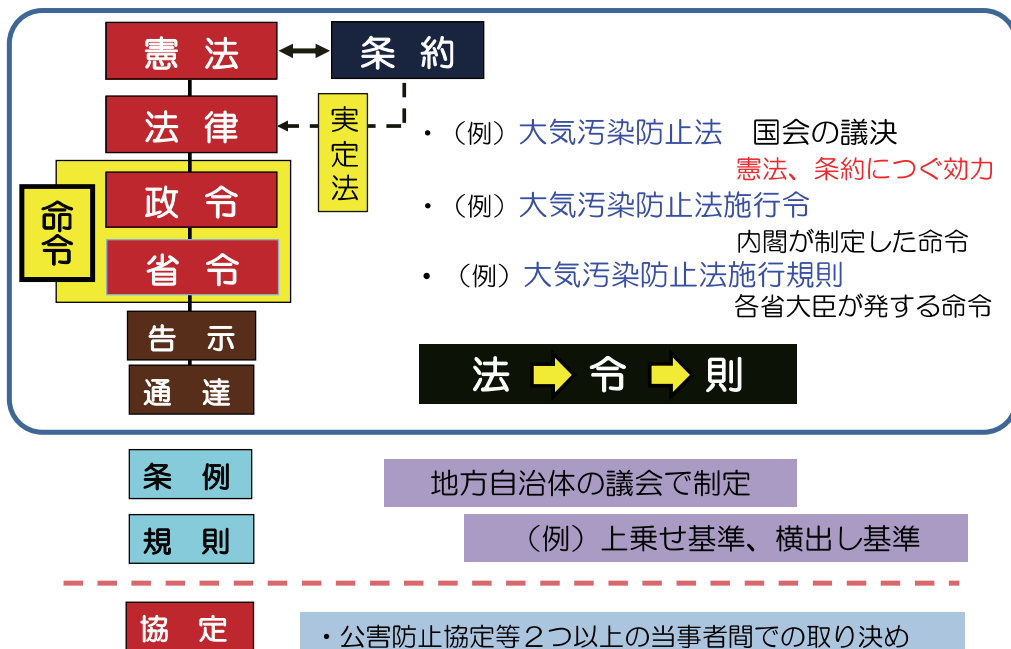 憲 法
条 約
法 律
実定法
・（例）大気汚染防止法 国会の議決
憲法、条約につぐ効力
命令
政 令
・（例）大気汚染防止法施行令
内閣が制定した命令
省 令
・（例）大気汚染防止法施行規則
各省大臣が発する命令
告 示
通 達
法 令 則
条 例
地方自治体の議会で制定
規 則
（例）上乗せ基準、横出し基準
協 定
・公害防止協定等２つ以上の当事者間での取り決め